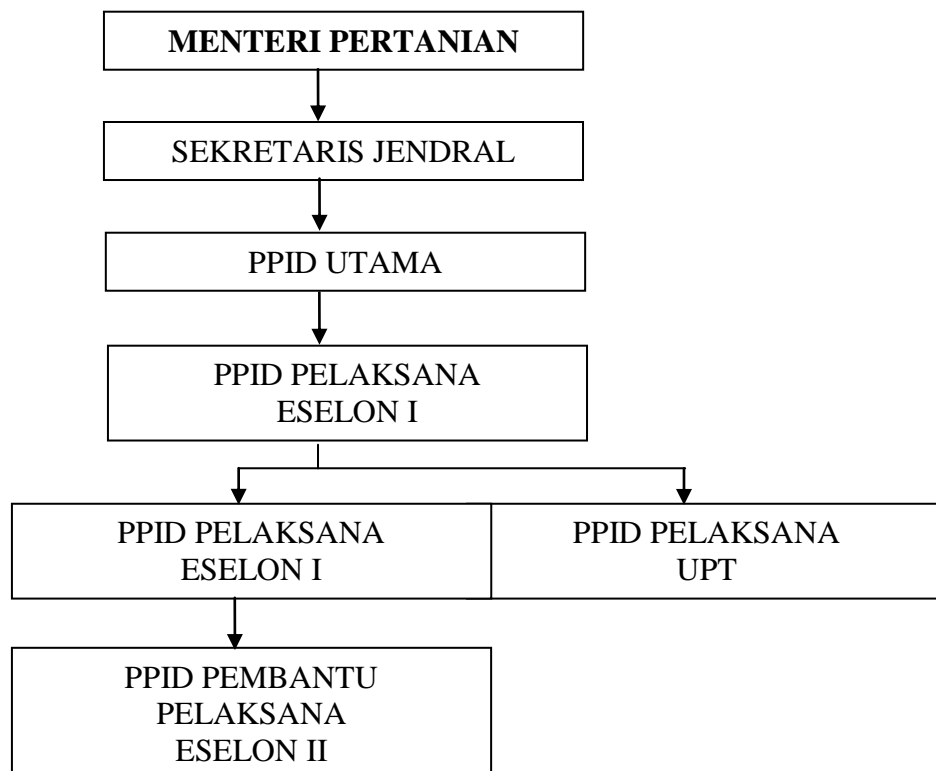 MENTERI PERTANIAN
SEKRETARIS JENDRAL
PPID UTAMA
PPID PELAKSANA
ESELON I
PPID PELAKSANA
ESELON I
PPID PELAKSANA
UPT
PPID PEMBANTU
PELAKSANA
ESELON II